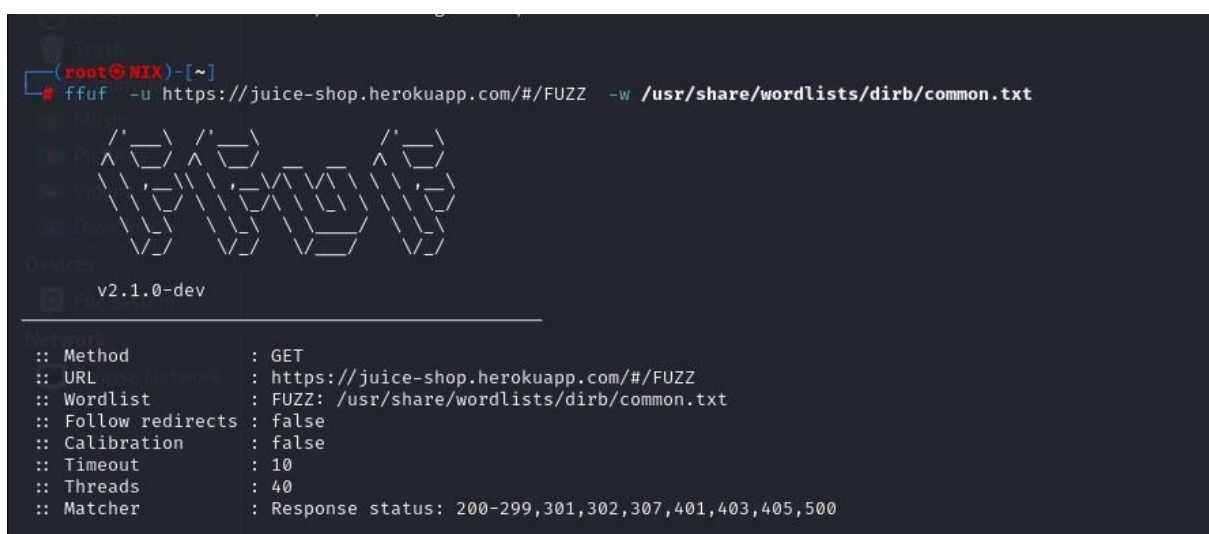 ┌──(root㉿NIX)-[~]
└─# ffuf -u https://juice-shop.herokuapp.com/#/FUZZ -w /usr/share/wordlists/dirb/common.txt
v2.1.0-dev
:: Method : GET
:: URL : https://juice-shop.herokuapp.com/#/FUZZ
:: Wordlist : FUZZ: /usr/share/wordlists/dirb/common.txt
:: Follow redirects : false
:: Calibration : false
:: Timeout : 10
:: Threads : 40
:: Matcher : Response status: 200-299,301,302,307,401,403,405,500